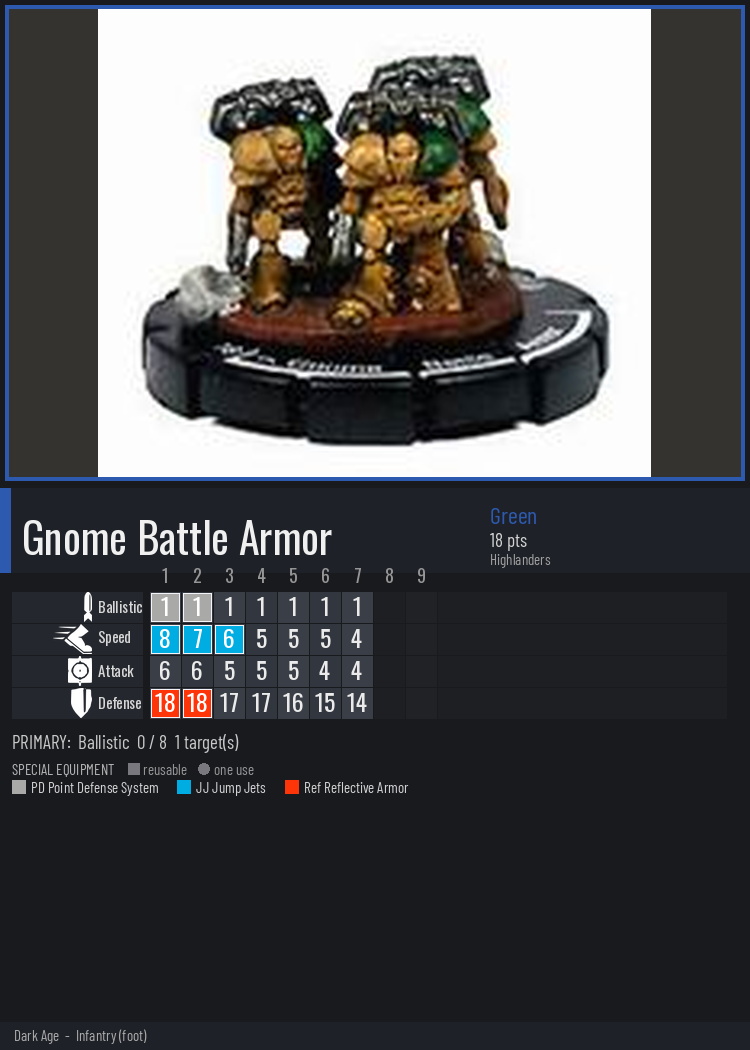 Gnome Battle Armor
Green
18 pts
Highlanders
1 2 3 4 5 6 7 8 9
Ballistic 1 1 1 1 1 1 1
Speed 8 7 6 5 5 5 4
Attack 6 6 5 5 5 4 4
Defense 18 18 17 17 16 15 14
PRIMARY: Ballistic 0 / 8 1 target(s)
SPECIAL EQUIPMENT reusable one use
PD Point Defense System JJ Jump Jets Ref Reflective Armor
Dark Age - Infantry (foot)